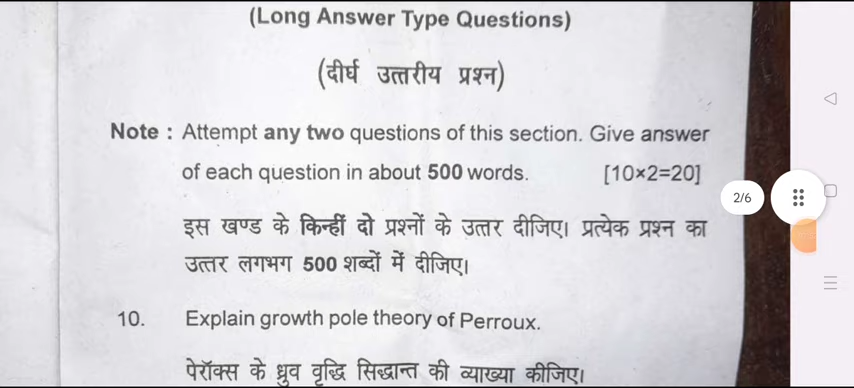 (Long Answer Type Questions)
(दीर्घ उत्तरीय प्रश्न)
Note : Attempt any two questions of this section. Give answer
of each question in about 500 words. [10×2=20]
इस खण्ड के किन्हीं दो प्रश्नों के उत्तर दीजिए। प्रत्येक प्रश्न का
उत्तर लगभग 500 शब्दों में दीजिए।
2/6
10. Explain growth pole theory of Perroux.
पेरॉक्स के ध्रुव वृद्धि सिद्धान्त की व्याख्या कीजिए।